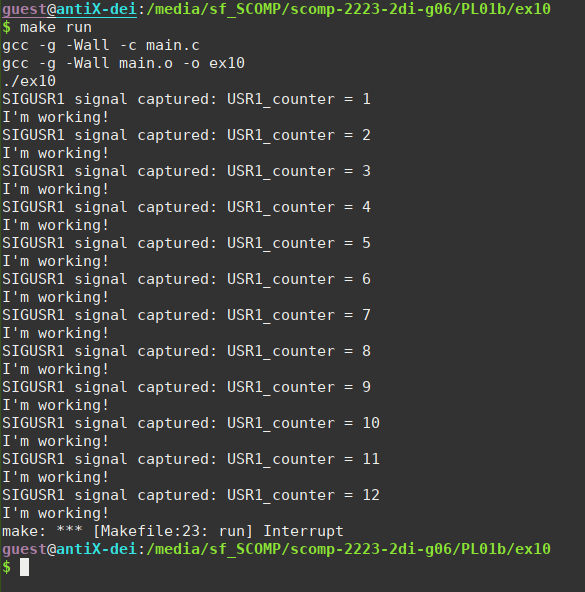 guest@antiX-dei:/media/sf_SCOMP/scomp-2223-2di-g06/PL01b/ex10
$ make run
gcc -g -Wall -c main.c
gcc -g -Wall main.o -o ex10
./ex10
SIGUSR1 signal captured: USR1_counter = 1
I'm working!
SIGUSR1 signal captured: USR1_counter = 2
I'm working!
SIGUSR1 signal captured: USR1_counter = 3
I'm working!
SIGUSR1 signal captured: USR1_counter = 4
I'm working!
SIGUSR1 signal captured: USR1_counter = 5
I'm working!
SIGUSR1 signal captured: USR1_counter = 6
I'm working!
SIGUSR1 signal captured: USR1_counter = 7
I'm working!
SIGUSR1 signal captured: USR1_counter = 8
I'm working!
SIGUSR1 signal captured: USR1_counter = 9
I'm working!
SIGUSR1 signal captured: USR1_counter = 10
I'm working!
SIGUSR1 signal captured: USR1_counter = 11
I'm working!
SIGUSR1 signal captured: USR1_counter = 12
I'm working!
make: *** [Makefile:23: run] Interrupt
guest@antiX-dei:/media/sf_SCOMP/scomp-2223-2di-g06/PL01b/ex10
$